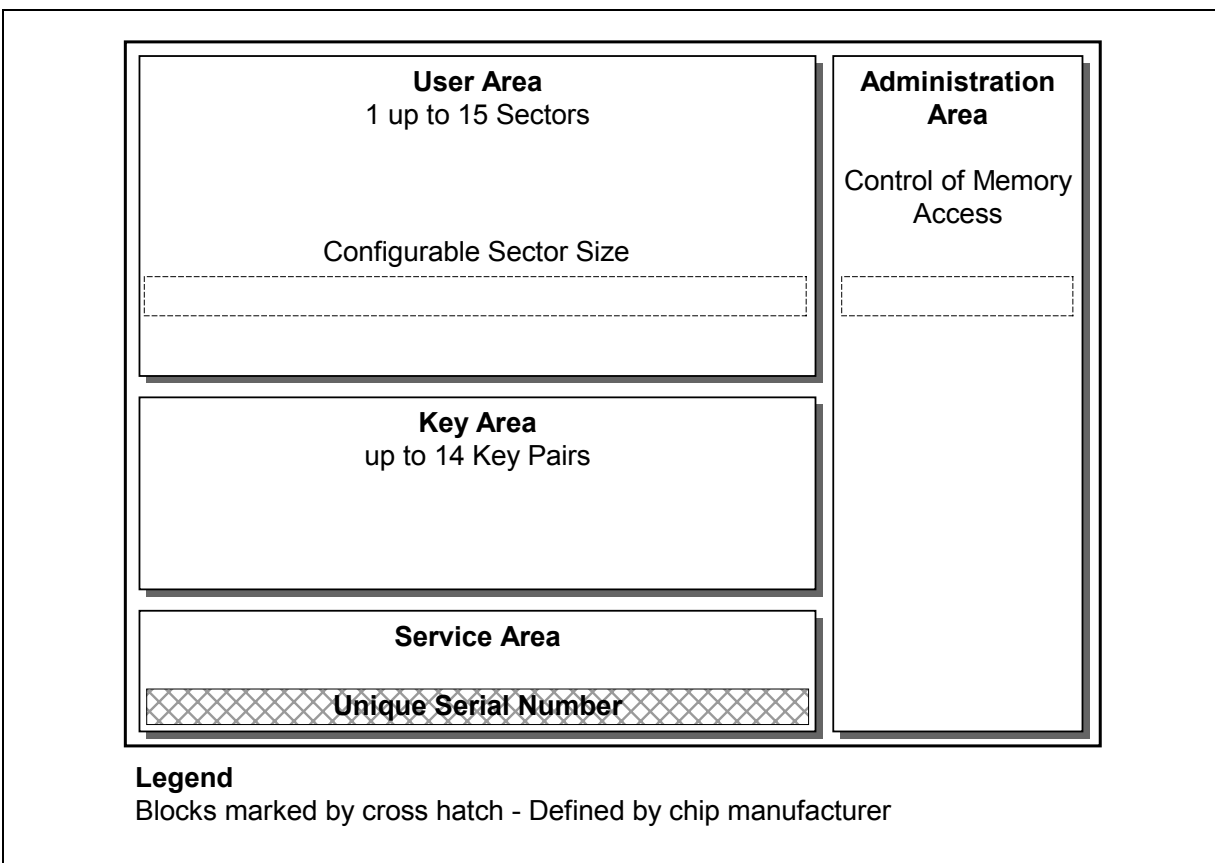 User Area
1 up to 15 Sectors
Configurable Sector Size
Key Area
up to 14 Key Pairs
Service Area
Unique Serial Number
Administration
Area
Control of Memory
Access
Legend
Blocks marked by cross hatch - Defined by chip manufacturer